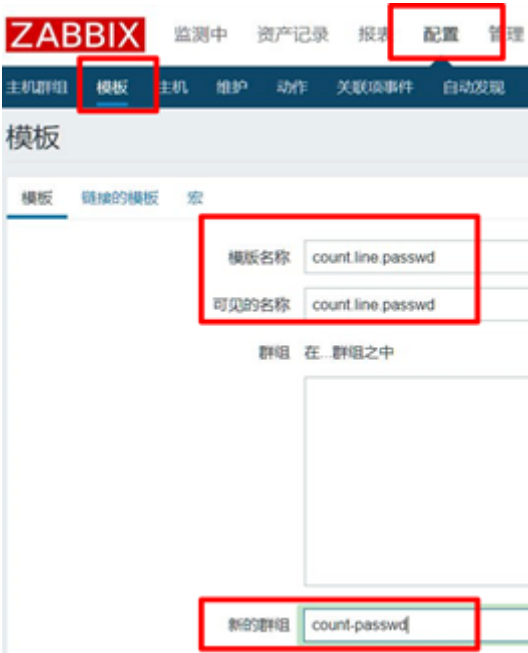 ZABBIX 监测中 资产记录 报表 配置 管理
主机群组 模板 主机 维护 动作 关联项事件 自动发现
模板
模板 链接的模板 宏
模版名称 count.line.passwd
可见的名称 count.line.passwd
群组 在...群组之中
新的群组 count-passwd